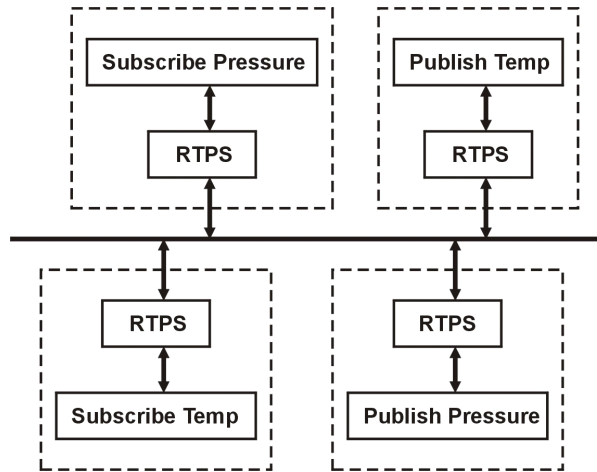 Subscribe Pressure
Publish Temp
RTPS
RTPS
RTPS
RTPS
Subscribe Temp
Publish Pressure